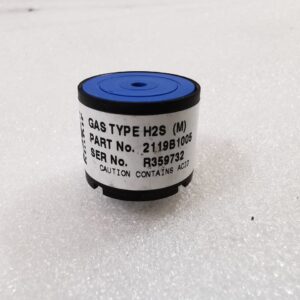 GAS TYPE H2S (M)
PART No. 2119B1005
SER No. R359732
CAUTION CONTAINS ACID